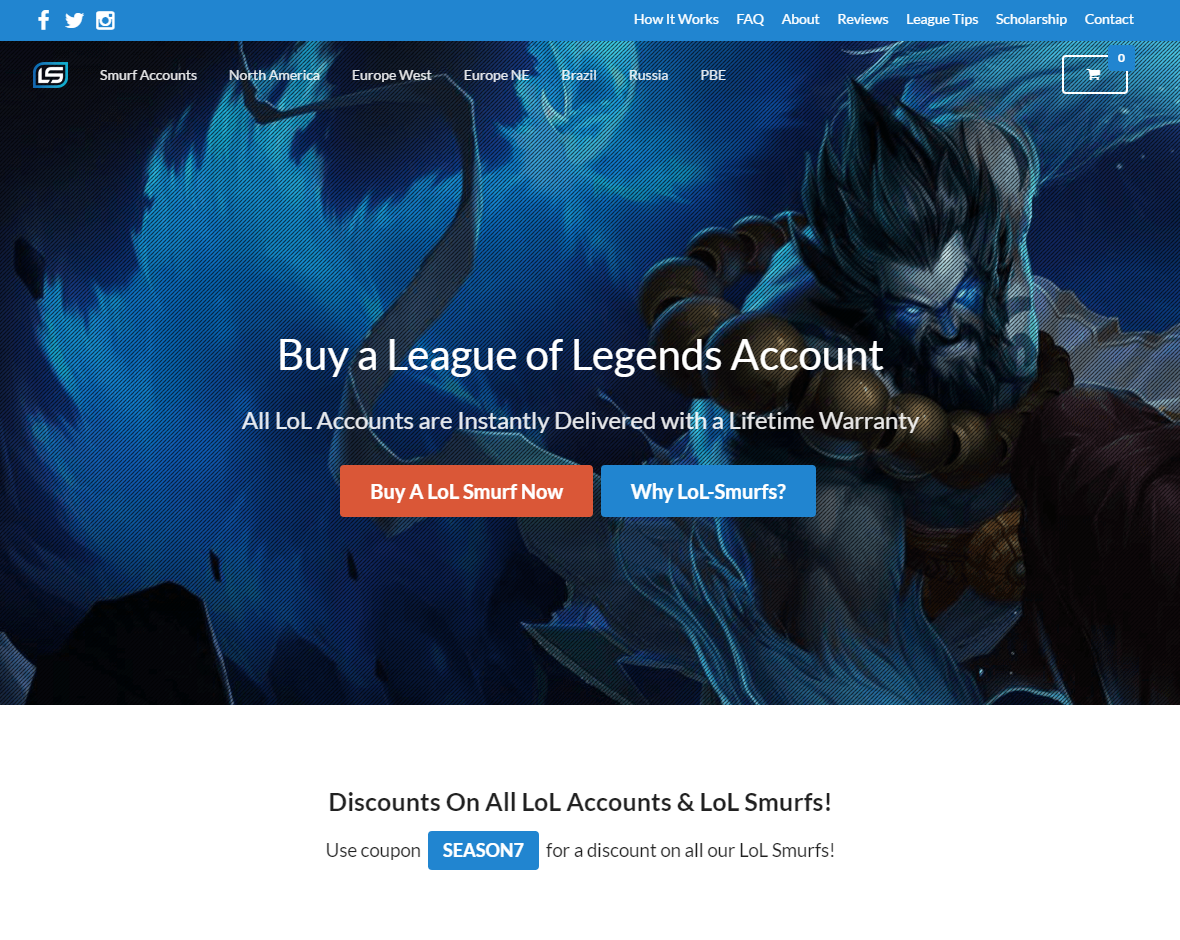 How It Works FAQ About Reviews League Tips Scholarship Contact
LS Smurf Accounts North America Europe West Europe NE Brazil Russia PBE 0
Buy a League of Legends Account
All LoL Accounts are Instantly Delivered with a Lifetime Warranty
Buy A LoL Smurf Now Why LoL-Smurfs?
Discounts On All LoL Accounts & LoL Smurfs!
Use coupon SEASON7 for a discount on all our LoL Smurfs!